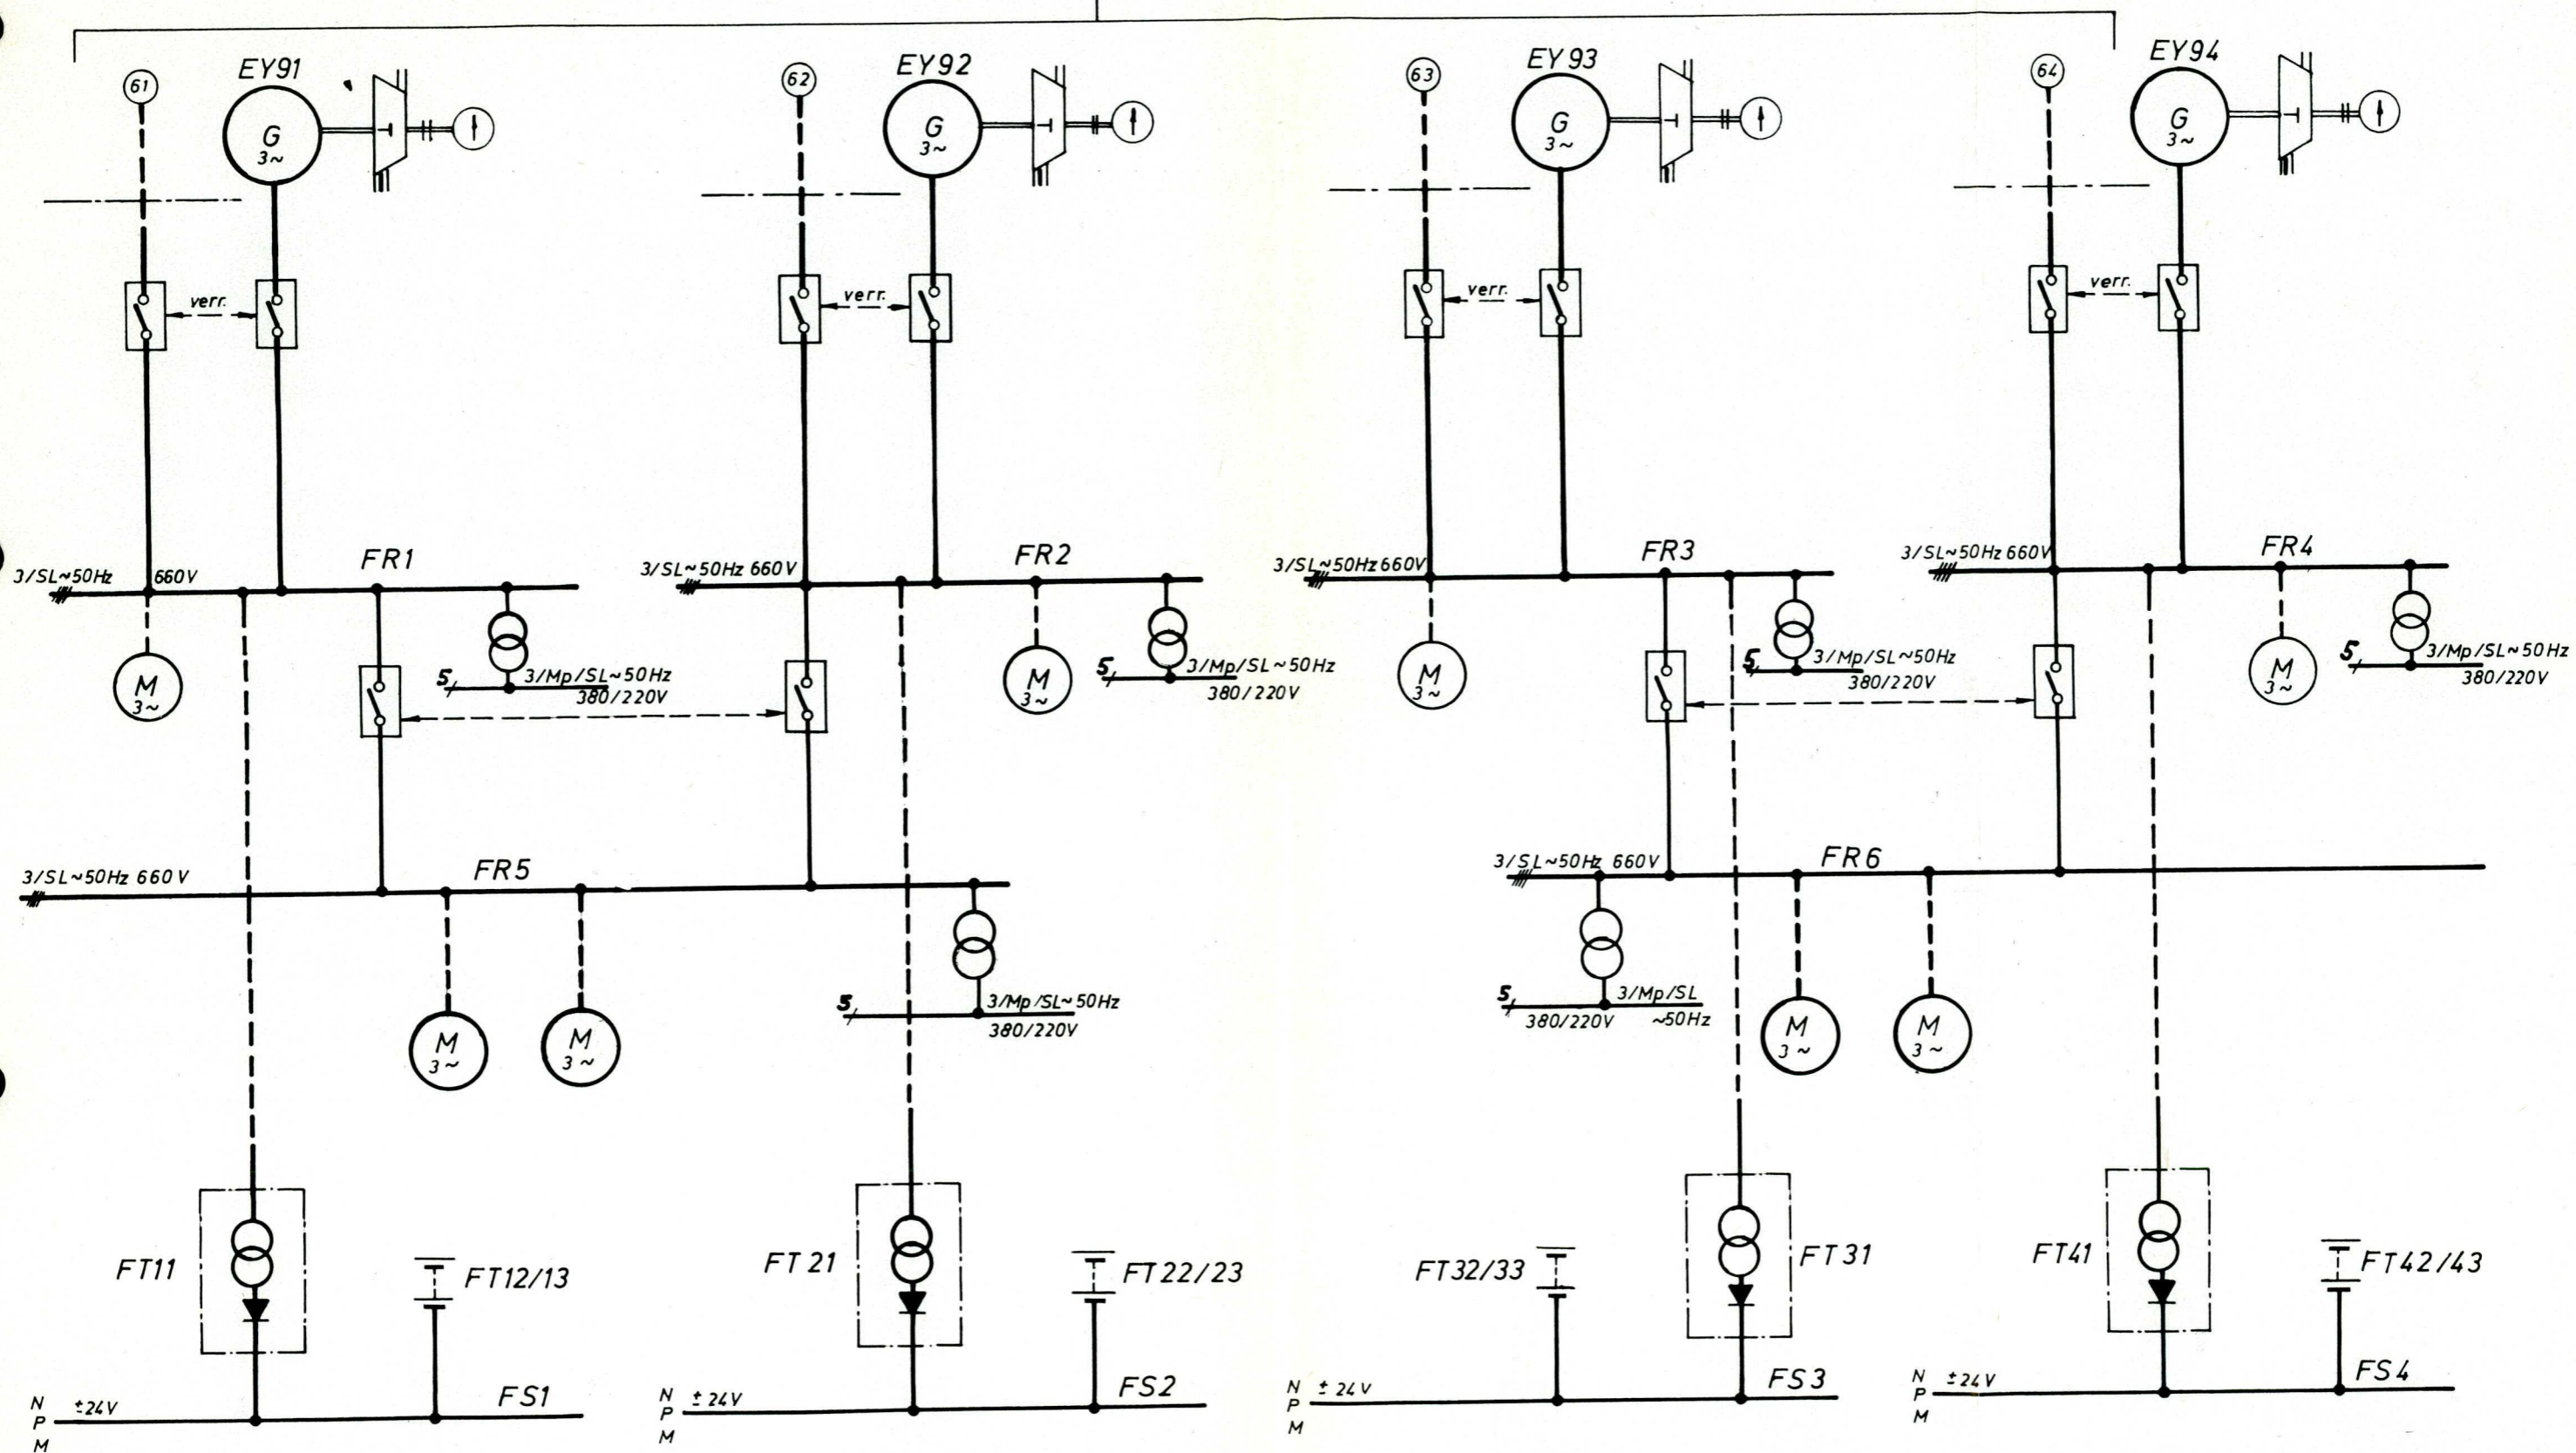 61
EY91
62
EY92
63
EY93
64
EY94
G
3~
G
3~
G
3~
G
3~
verr.
verr.
verr.
verr.
3/SL~50Hz 660V
FR1
3/SL~50Hz 660V
FR2
3/SL~50Hz 660V
FR3
3/SL~50Hz 660V
FR4
M
3~
5
3/Mp/SL~50Hz
380/220V
M
3~
5
3/Mp/SL~50Hz
380/220V
M
3~
5
3/Mp/SL~50Hz
380/220V
M
3~
5
3/Mp/SL~50Hz
380/220V
3/SL~50Hz 660V
FR5
3/SL~50Hz 660V
FR6
M
3~
M
3~
5
3/Mp/SL~50Hz
380/220V
5
3/Mp/SL
380/220V
~50Hz
M
3~
M
3~
FT11
FT12/13
FT21
FT22/23
FT32/33
FT31
FT41
FT42/43
N
P
M
±24V
FS1
N
P
M
±24V
FS2
N
P
M
±24V
FS3
N
P
M
±24V
FS4